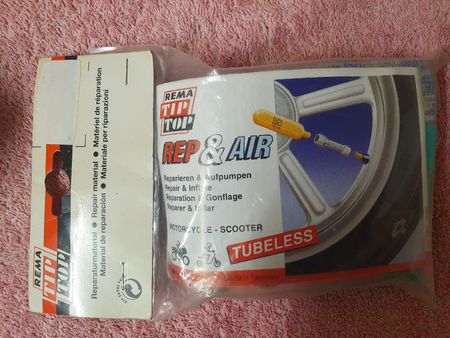 REMA
TIP
TOP
Reparaturmaterial ● Repair material ● Matériel de réparation
Material de reparación ● Materiale per riparazioni
REMA
TIP
TOP
REP & AIR
Reparieren & Aufpumpen
Repair & Inflate
Réparation & Gonflage
Reparer & Inflar
MOTORCYCLE - SCOOTER
TUBELESS